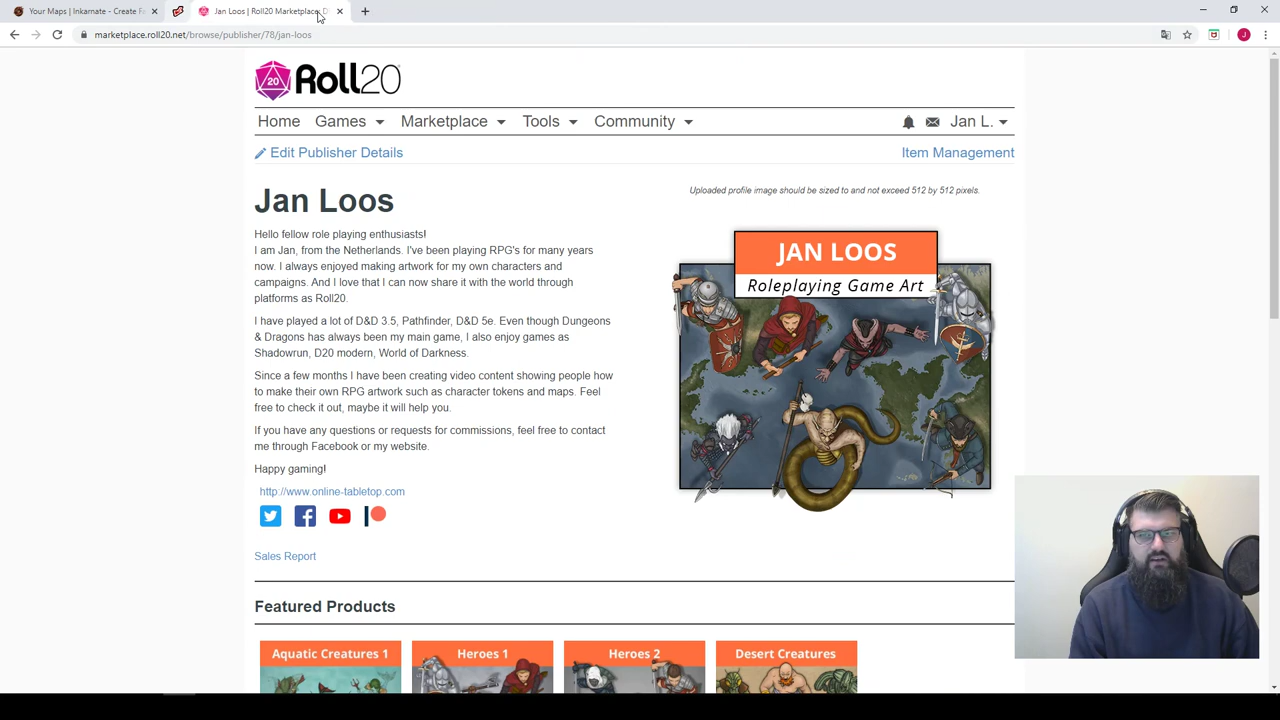 Your Maps | Inkarnate - Create Fa
Jan Loos | Roll20 Marketplace: D
marketplace.roll20.net/browse/publisher/78/jan-loos
J
20 Roll20
Home Games Marketplace Tools Community Jan L.
Edit Publisher Details Item Management
Jan Loos
Uploaded profile image should be sized to and not exceed 512 by 512 pixels.
Hello fellow role playing enthusiasts!
I am Jan, from the Netherlands. I've been playing RPG's for many years
now. I always enjoyed making artwork for my own characters and
campaigns. And I love that I can now share it with the world through
platforms as Roll20.
I have played a lot of D&D 3.5, Pathfinder, D&D 5e. Even though Dungeons
& Dragons has always been my main game, I also enjoy games as
Shadowrun, D20 modern, World of Darkness.
Since a few months I have been creating video content showing people how
to make their own RPG artwork such as character tokens and maps. Feel
free to check it out, maybe it will help you.
If you have any questions or requests for commissions, feel free to contact
me through Facebook or my website.
Happy gaming!
http://www.online-tabletop.com
JAN LOOS
Roleplaying Game Art
Sales Report
Featured Products
Aquatic Creatures 1
Heroes 1
Heroes 2
Desert Creatures